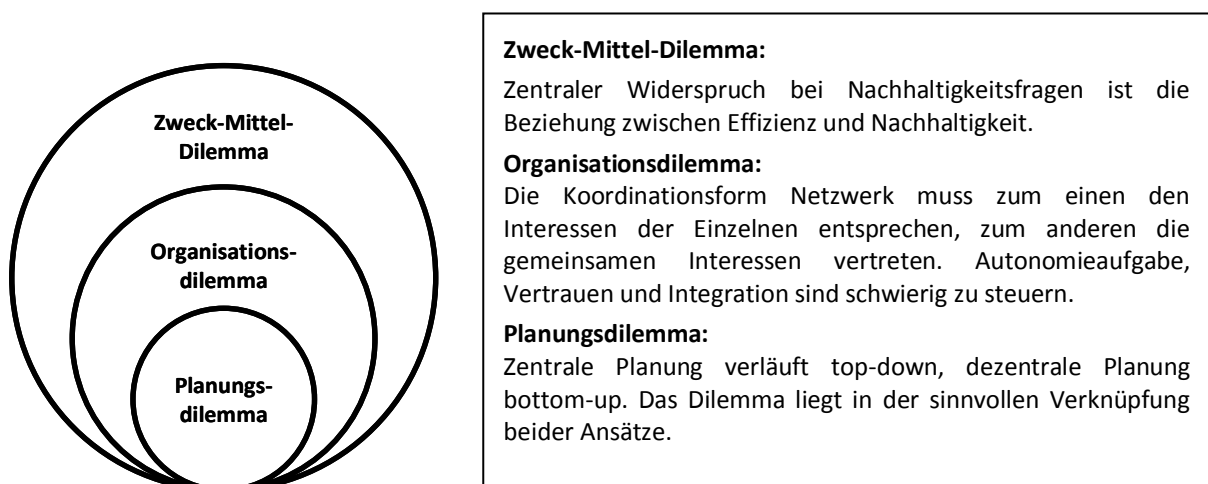 Zweck-Mittel-
Dilemma
Organisations-
dilemma
Planungs-
dilemma
Zweck-Mittel-Dilemma:
Zentraler Widerspruch bei Nachhaltigkeitsfragen ist die
Beziehung zwischen Effizienz und Nachhaltigkeit.
Organisationsdilemma:
Die Koordinationsform Netzwerk muss zum einen den
Interessen der Einzelnen entsprechen, zum anderen die
gemeinsamen Interessen vertreten. Autonomieaufgabe,
Vertrauen und Integration sind schwierig zu steuern.
Planungsdilemma:
Zentrale Planung verläuft top-down, dezentrale Planung
bottom-up. Das Dilemma liegt in der sinnvollen Verknüpfung
beider Ansätze.